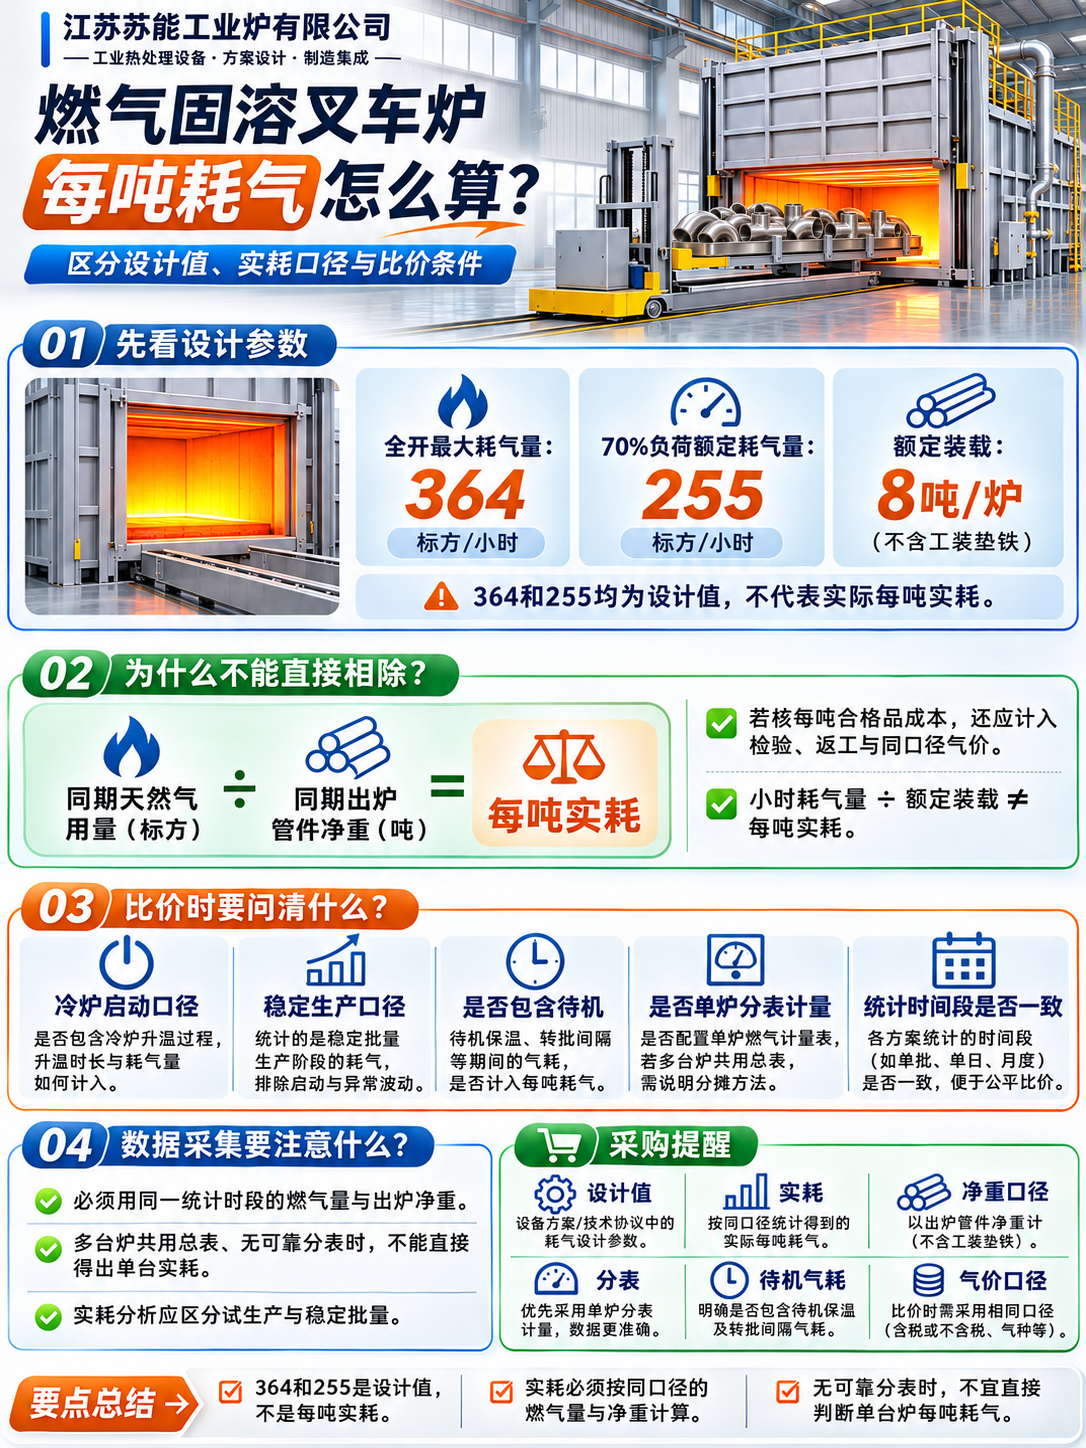 江苏苏能工业炉有限公司
工业热处理设备·方案设计·制造集成
燃气固溶叉车炉
每吨耗气怎么算？
区分设计值、实耗口径与比价条件
01 先看设计参数
全开最大耗气量：
364
标方/小时
70%负荷额定耗气量：
255
标方/小时
额定装载：
8吨/炉
（不含工装垫铁）
364和255均为设计值，不代表实际每吨实耗。
02 为什么不能直接相除？
同期天然气
用量（标方）
÷
同期出炉
管件净重（吨）
=
每吨实耗
若核每吨合格品成本，还应计入
检验、返工与同口径气价。
小时耗气量 ÷ 额定装载 ≠
每吨实耗。
03 比价时要问清什么？
冷炉启动口径
是否包含冷炉升温过程，
升温时长与耗气量
如何计入。
稳定生产口径
统计的是稳定批量
生产阶段的耗气，
排除启动与异常波动。
是否包含待机
待机保温、转批间隔
等期间的气耗，
是否计入每吨耗气。
是否单炉分表计量
是否配置单炉燃气计量表，
若多台炉共用总表，
需说明分摊方法。
统计时间段是否一致
各方案统计的时间段
（如单批、单日、月度）
是否一致，便于公平比价。
04 数据采集要注意什么？
必须用同一统计时段的燃气量与出炉净重。
多台炉共用总表、无可靠分表时，不能直接
得出单台实耗。
实耗分析应区分试生产与稳定批量。
采购提醒
设计值
设备方案/技术协议中的
耗气设计参数。
实耗
按同口径统计得到的
实际每吨耗气。
净重口径
以出炉管件净重计
（不含工装垫铁）。
分表
优先采用单炉分表
计量，数据更准确。
待机气耗
明确是否包含待机保温
及转批间隔气耗。
气价口径
比价时需采用相同口径
（含税或不含税、气种等）。
要点总结
364和255是设计值，
不是每吨实耗。
实耗必须按同口径的
燃气量与净重计算。
无可靠分表时，不宜直接
判断单台炉每吨耗气。